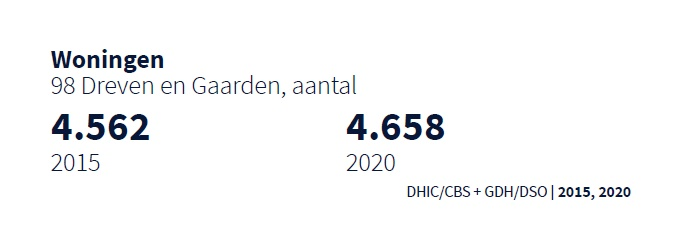 Woningen
98 Dreven en Gaarden, aantal
4.562 4.658
2015 2020
DHIC/CBS + GDH/DSO | 2015, 2020